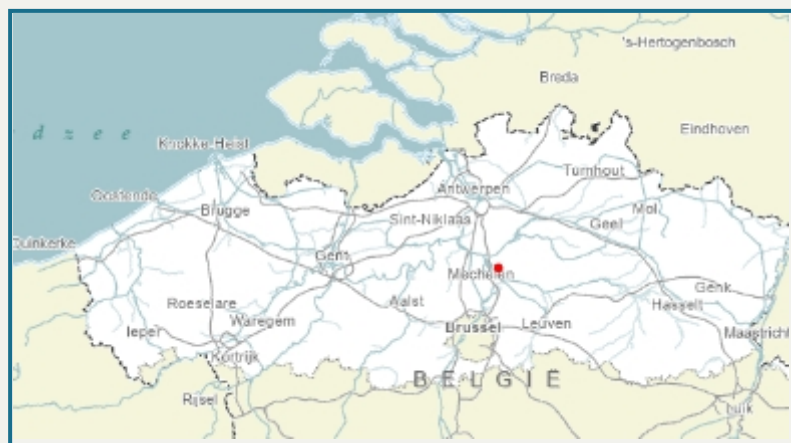 's-Hertogenbosch
Breda
d z e e
Eindhoven
Knokke-Heist
Turnhout
Antwerpen
Oostende
Mol
Brugge
Sint-Niklaas
Geel
Duinkerke
Gent
Mechelen
Genk
Roeselare
Aalst
Hasselt
Waregem
Ieper
Brussel
Leuven
Maastricht
Kortrijk
BELGIË
Rijsel
Luik